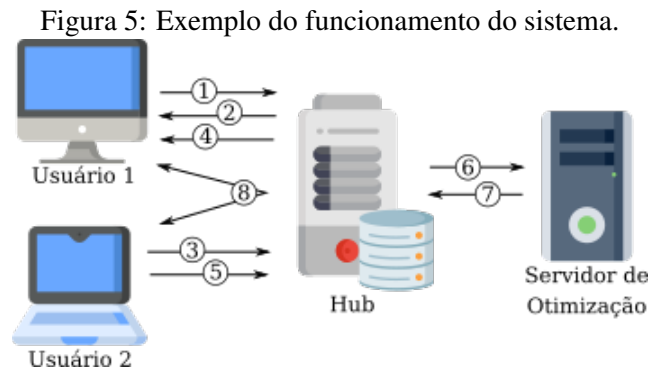 Figura 5: Exemplo do funcionamento do sistema.
1
2
4
Usuário 1
8
6
7
3
5
Hub
Servidor de
Otimização
Usuário 2